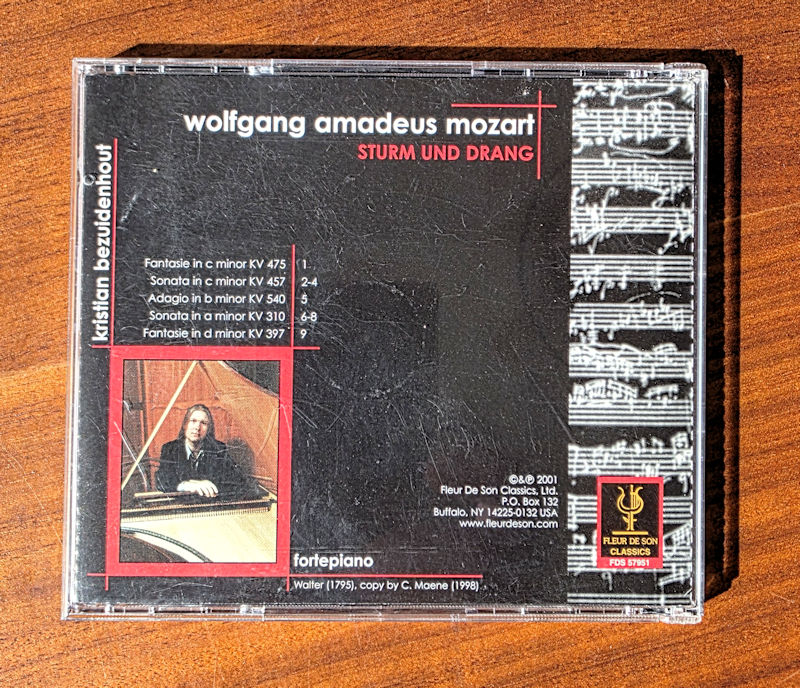 wolfgang amadeus mozart
STURM UND DRANG
kristian bezuidenhout
Fantasie in c minor KV 475 1
Sonata in c minor KV 457 2-4
Adagio in b minor KV 540 5
Sonata in a minor KV 310 6-8
Fantasie in d minor KV 397 9
©&℗ 2001
Fleur De Son Classics, Ltd.
P.O. Box 132
Buffalo, NY 14225-0132 USA
www.fleurdeson.com
FLEUR DE SON
CLASSICS
FDS 57951
fortepiano
Walter (1795), copy by C. Maene (1998)